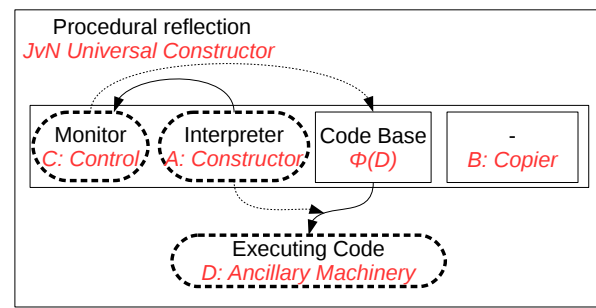 Procedural reflection
JvN Universal Constructor
Monitor
C: Control
Interpreter
A: Constructor
Code Base
Φ(D)
-
B: Copier
Executing Code
D: Ancillary Machinery